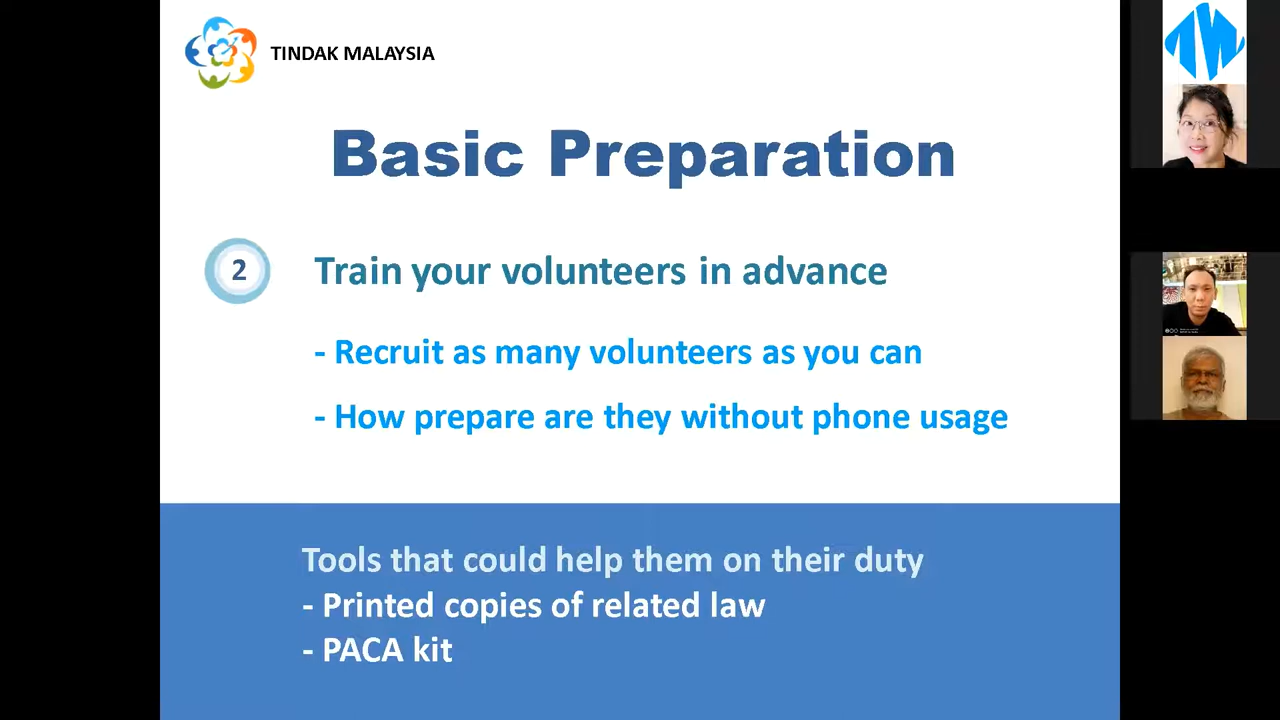 TINDAK MALAYSIA
Basic Preparation
2
Train your volunteers in advance
- Recruit as many volunteers as you can
- How prepare are they without phone usage
Tools that could help them on their duty
- Printed copies of related law
- PACA kit